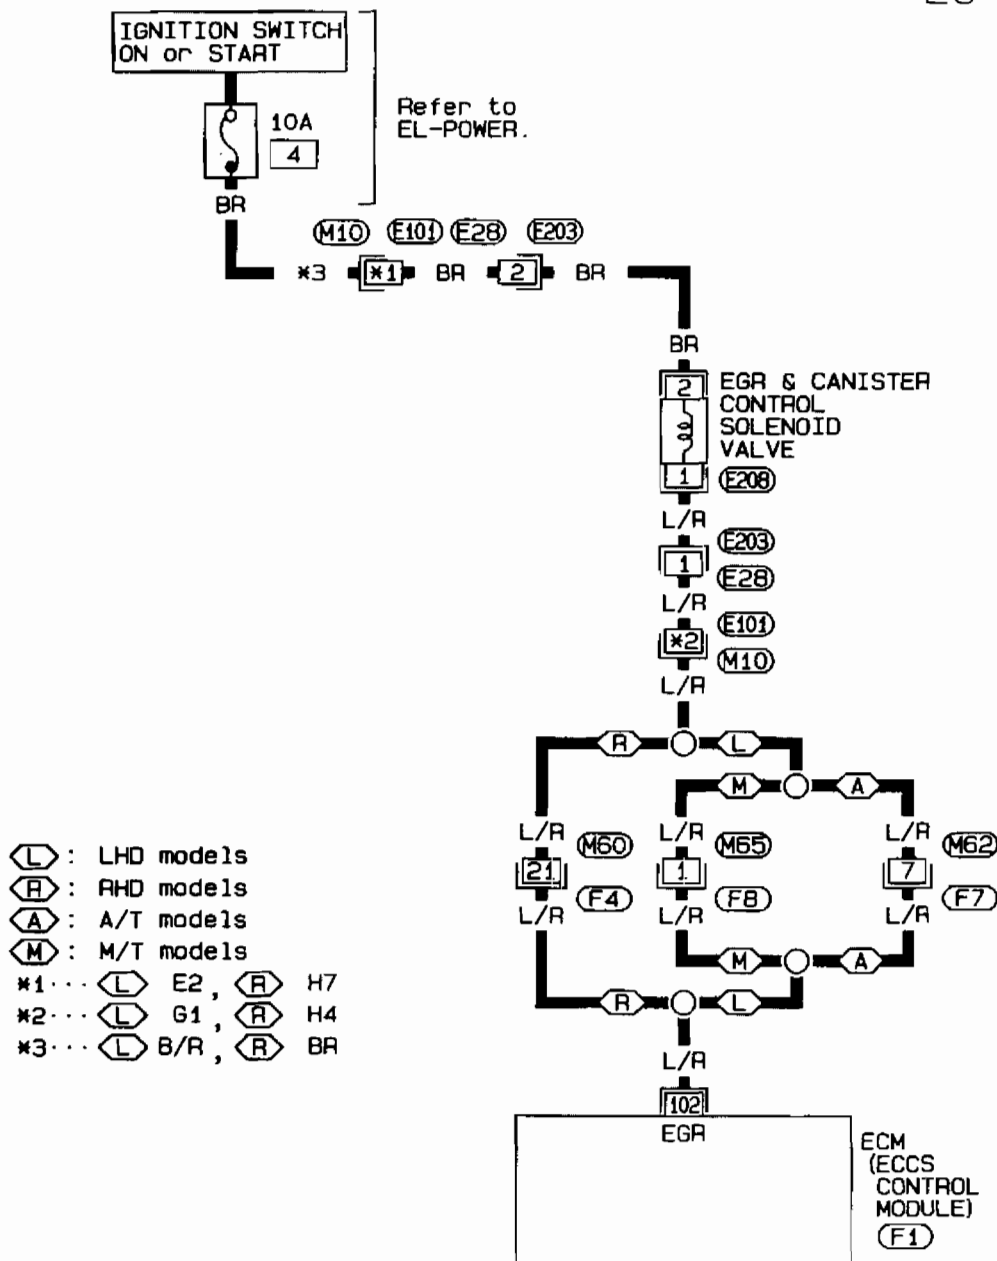 IGNITION SWITCH
ON or START
10A
4
Refer to
EL-POWER.
BR
M10 E101 E28 E203
*3 *1 BR 2 BR
BR
2
EGR & CANISTER
CONTROL
SOLENOID
VALVE
1 E208
L/R
E203
1
E28
L/R
E101
*2
M10
L/R
R L
M A
L/R L/R L/R
M60 M65 M62
21 1 7
F4 F8 F7
L/R L/R L/R
M A
R L
L/R
102
EGR
ECM
(ECCS
CONTROL
MODULE)
F1
L : LHD models
R : RHD models
A : A/T models
M : M/T models
*1··· L E2 , R H7
*2··· L G1 , R H4
*3··· L B/R , R BR